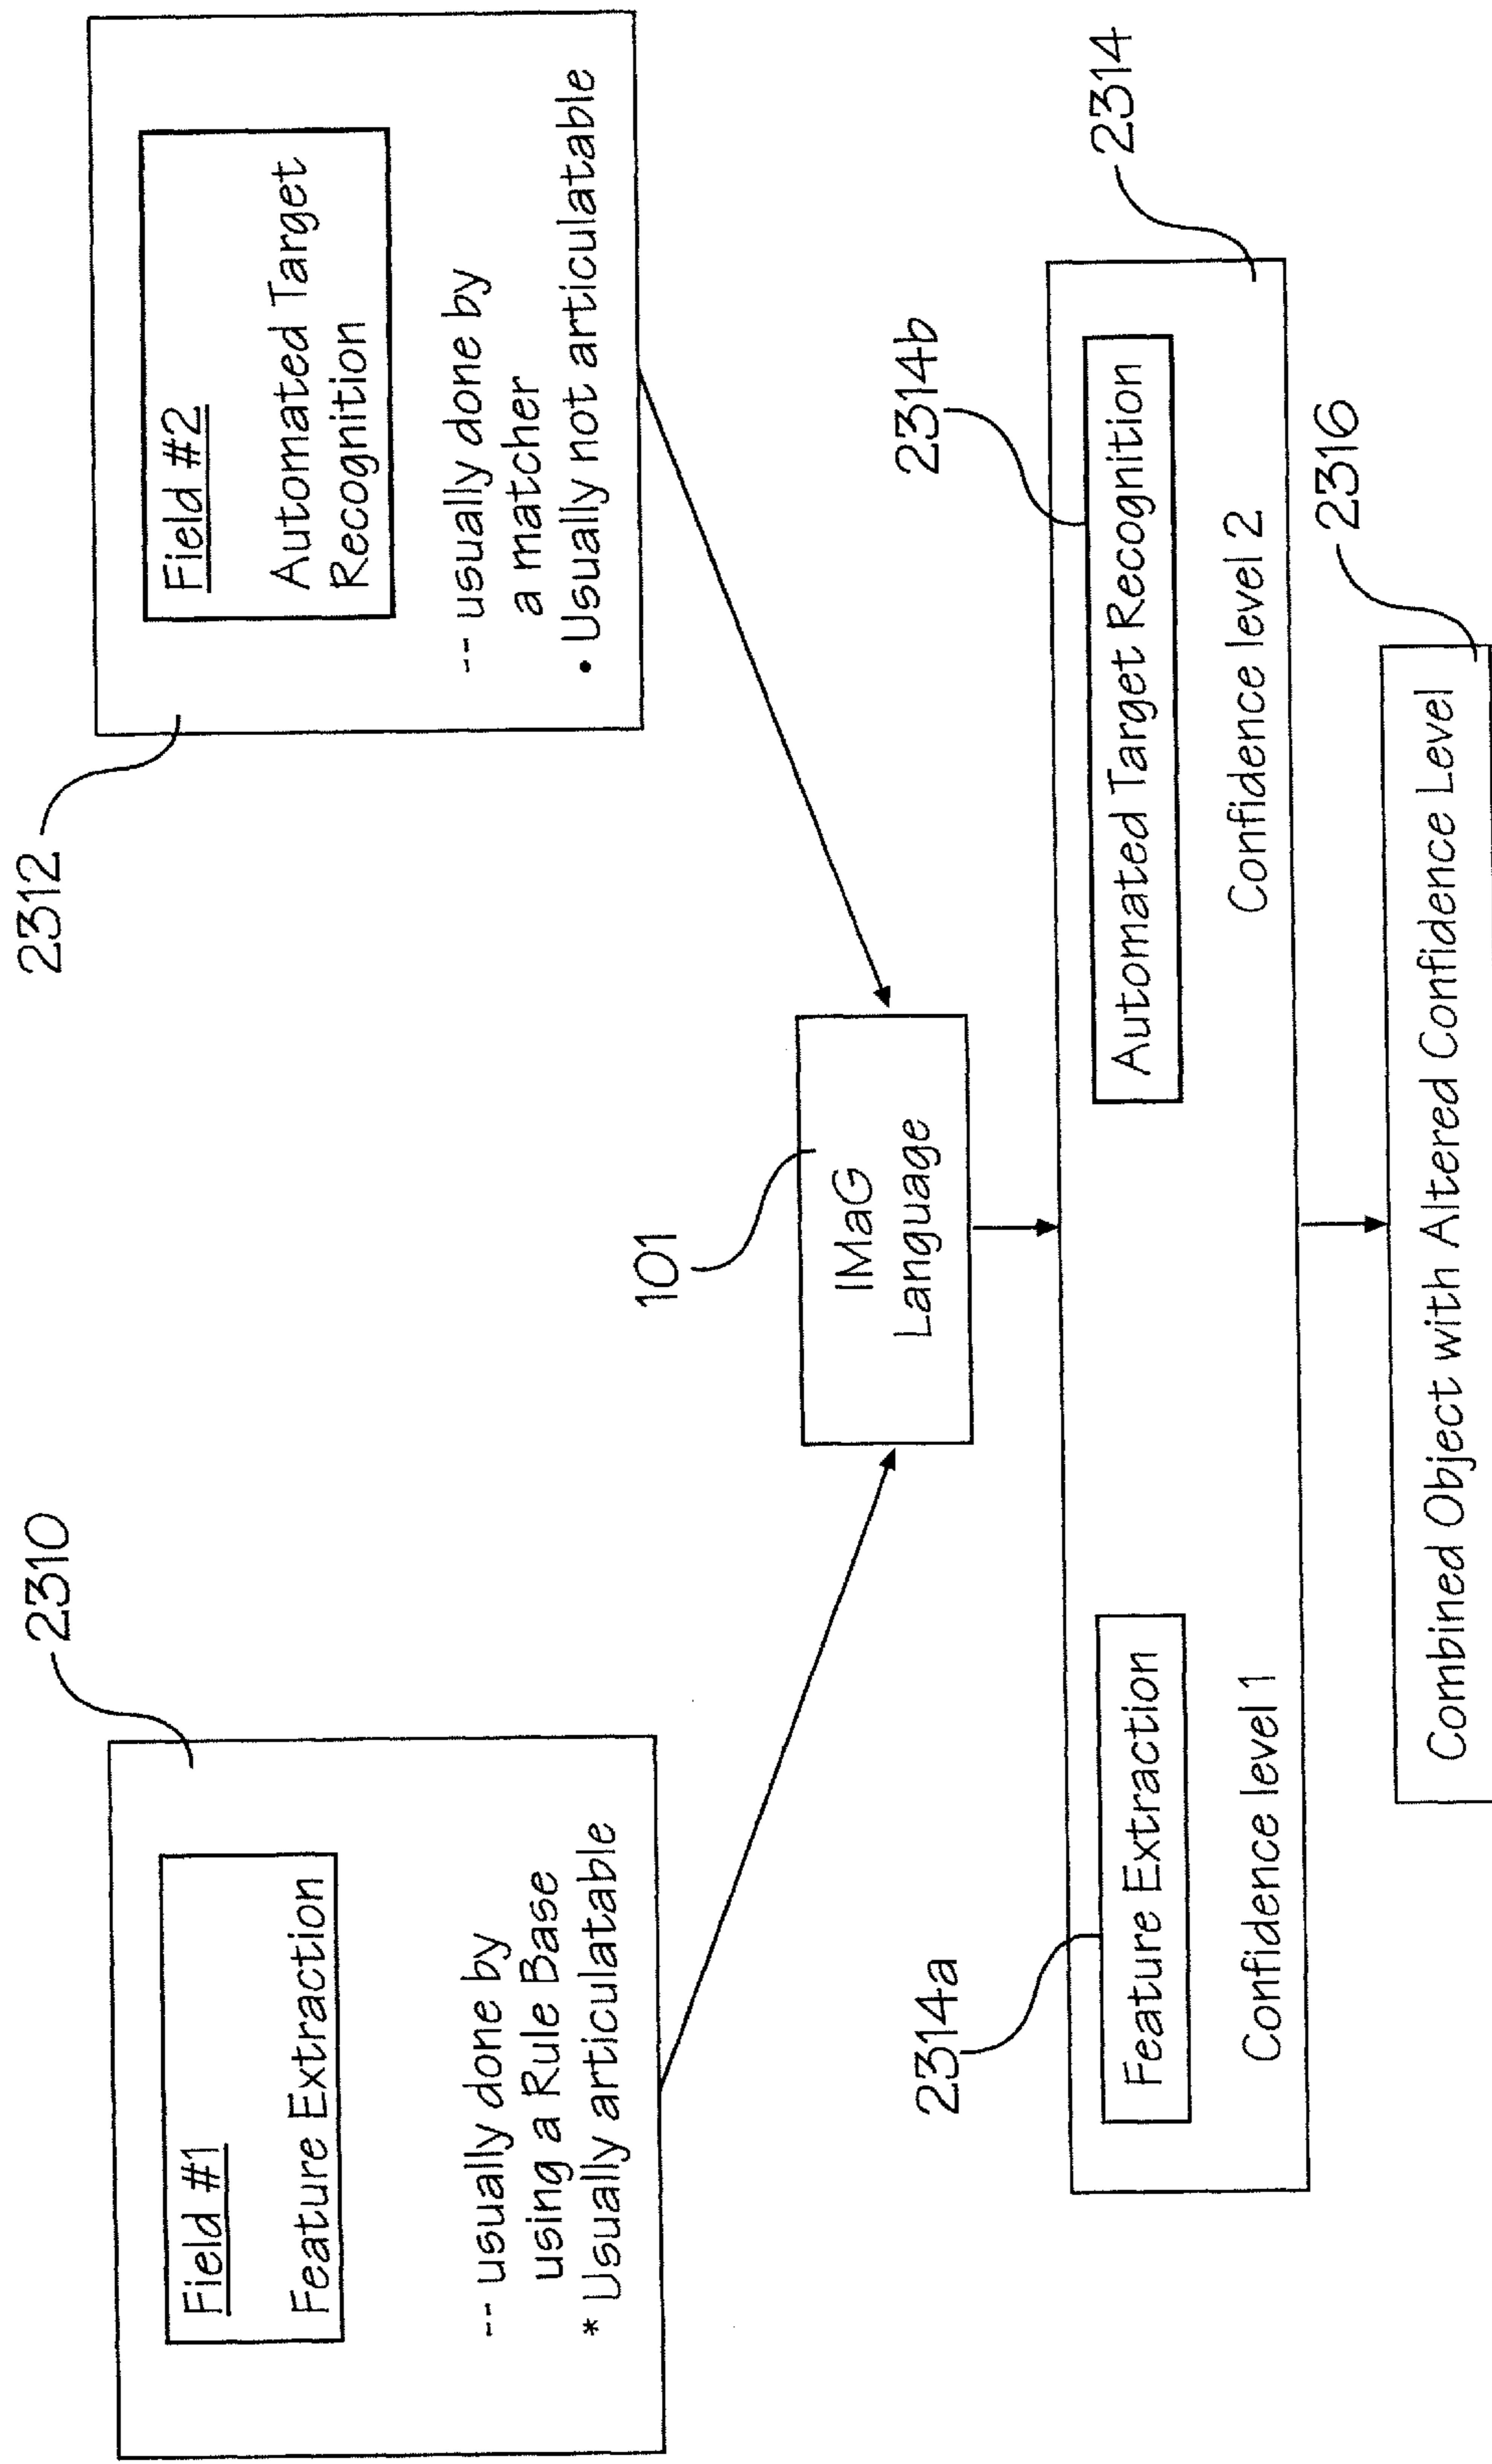 2310
Field #1
Feature Extraction
-- usually done by
using a Rule Base
* Usually articulatable
2312
Field #2
Automated Target
Recognition
-- usually done by
a matcher
• Usually not articulatable
101
IMaG
Language
2314a
Feature Extraction
Confidence level 1
2314b
Automated Target Recognition
Confidence level 2
2314
2316
Combined Object with Altered Confidence Level